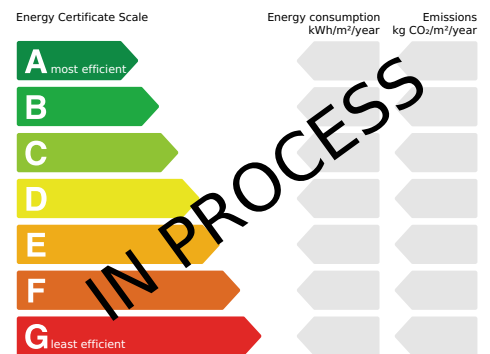 Energy Certificate Scale
Energy consumption
kWh/m²/year
Emissions
kg CO₂/m²/year
A most efficient
B
C
D
E
F
G least efficient
IN PROCESS